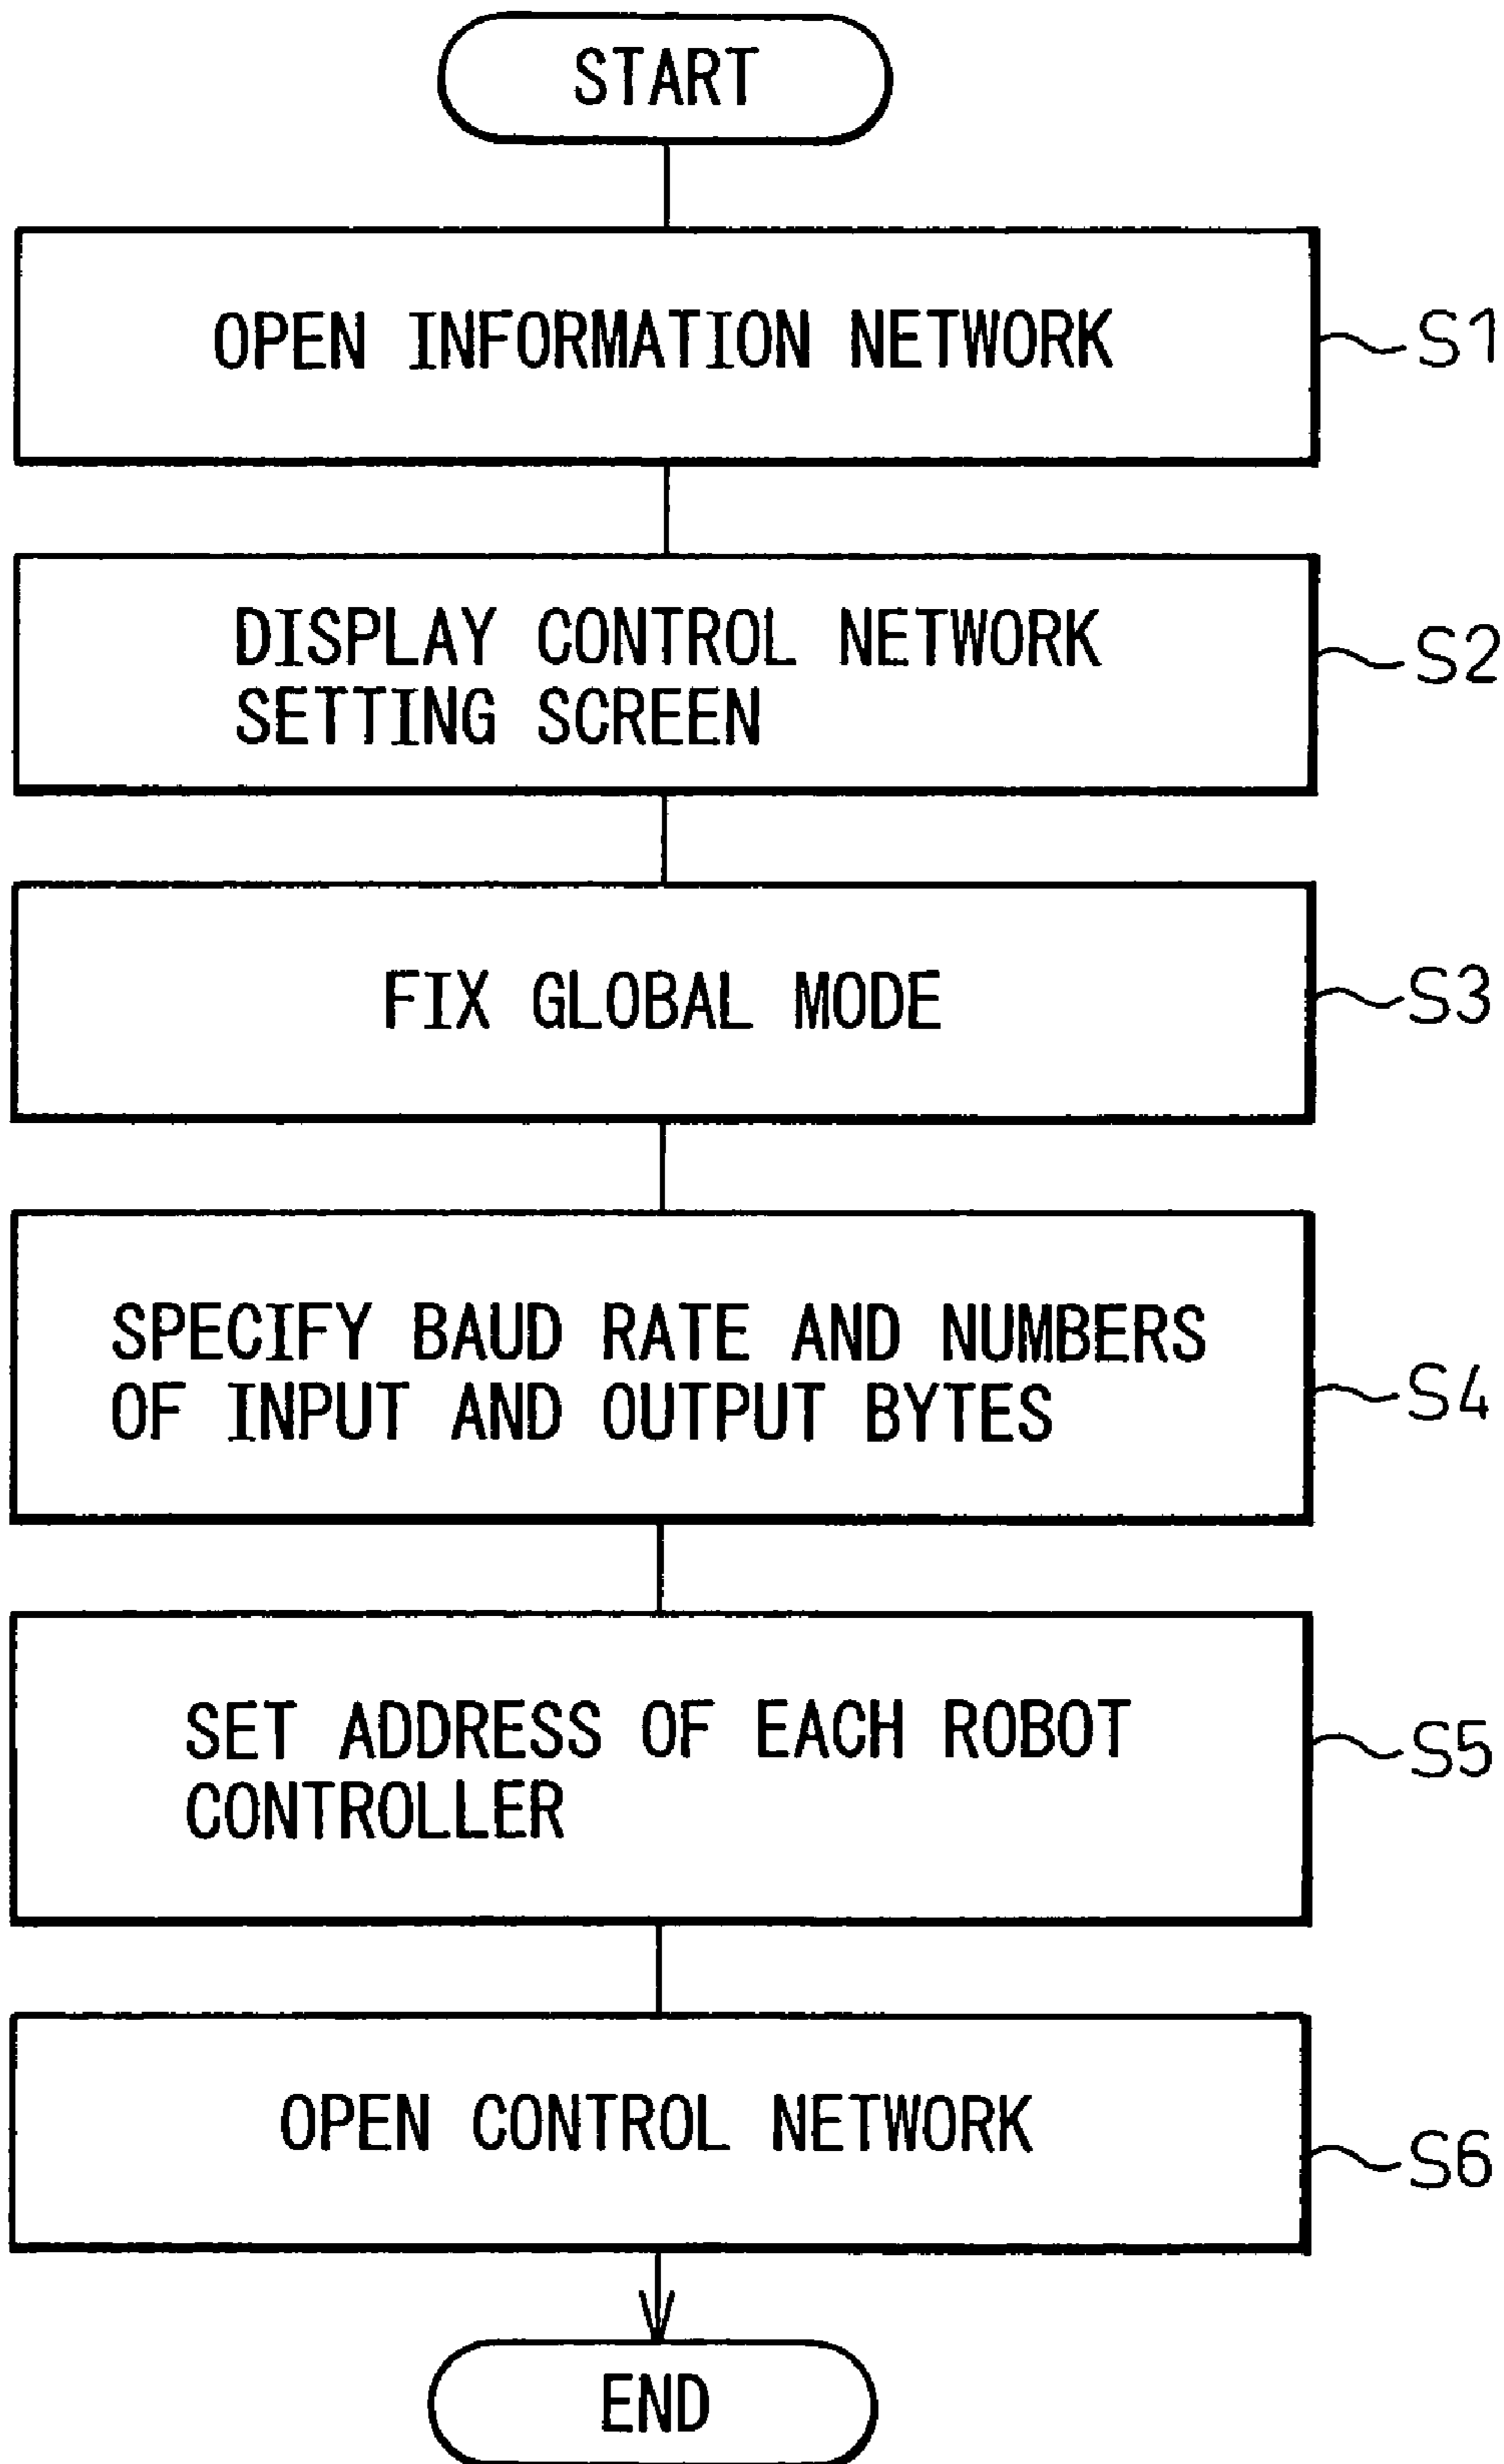 START
OPEN INFORMATION NETWORK
S1
DISPLAY CONTROL NETWORK
SETTING SCREEN
S2
FIX GLOBAL MODE
S3
SPECIFY BAUD RATE AND NUMBERS
OF INPUT AND OUTPUT BYTES
S4
SET ADDRESS OF EACH ROBOT
CONTROLLER
S5
OPEN CONTROL NETWORK
S6
END